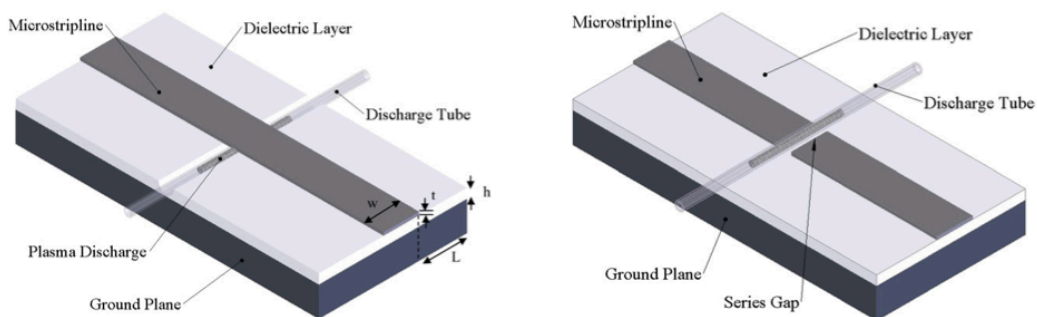 Microstripline
Dielectric Layer
Discharge Tube
t
h
w
Plasma Discharge
L
Ground Plane
Microstripline
Dielectric Layer
Discharge Tube
Ground Plane
Series Gap